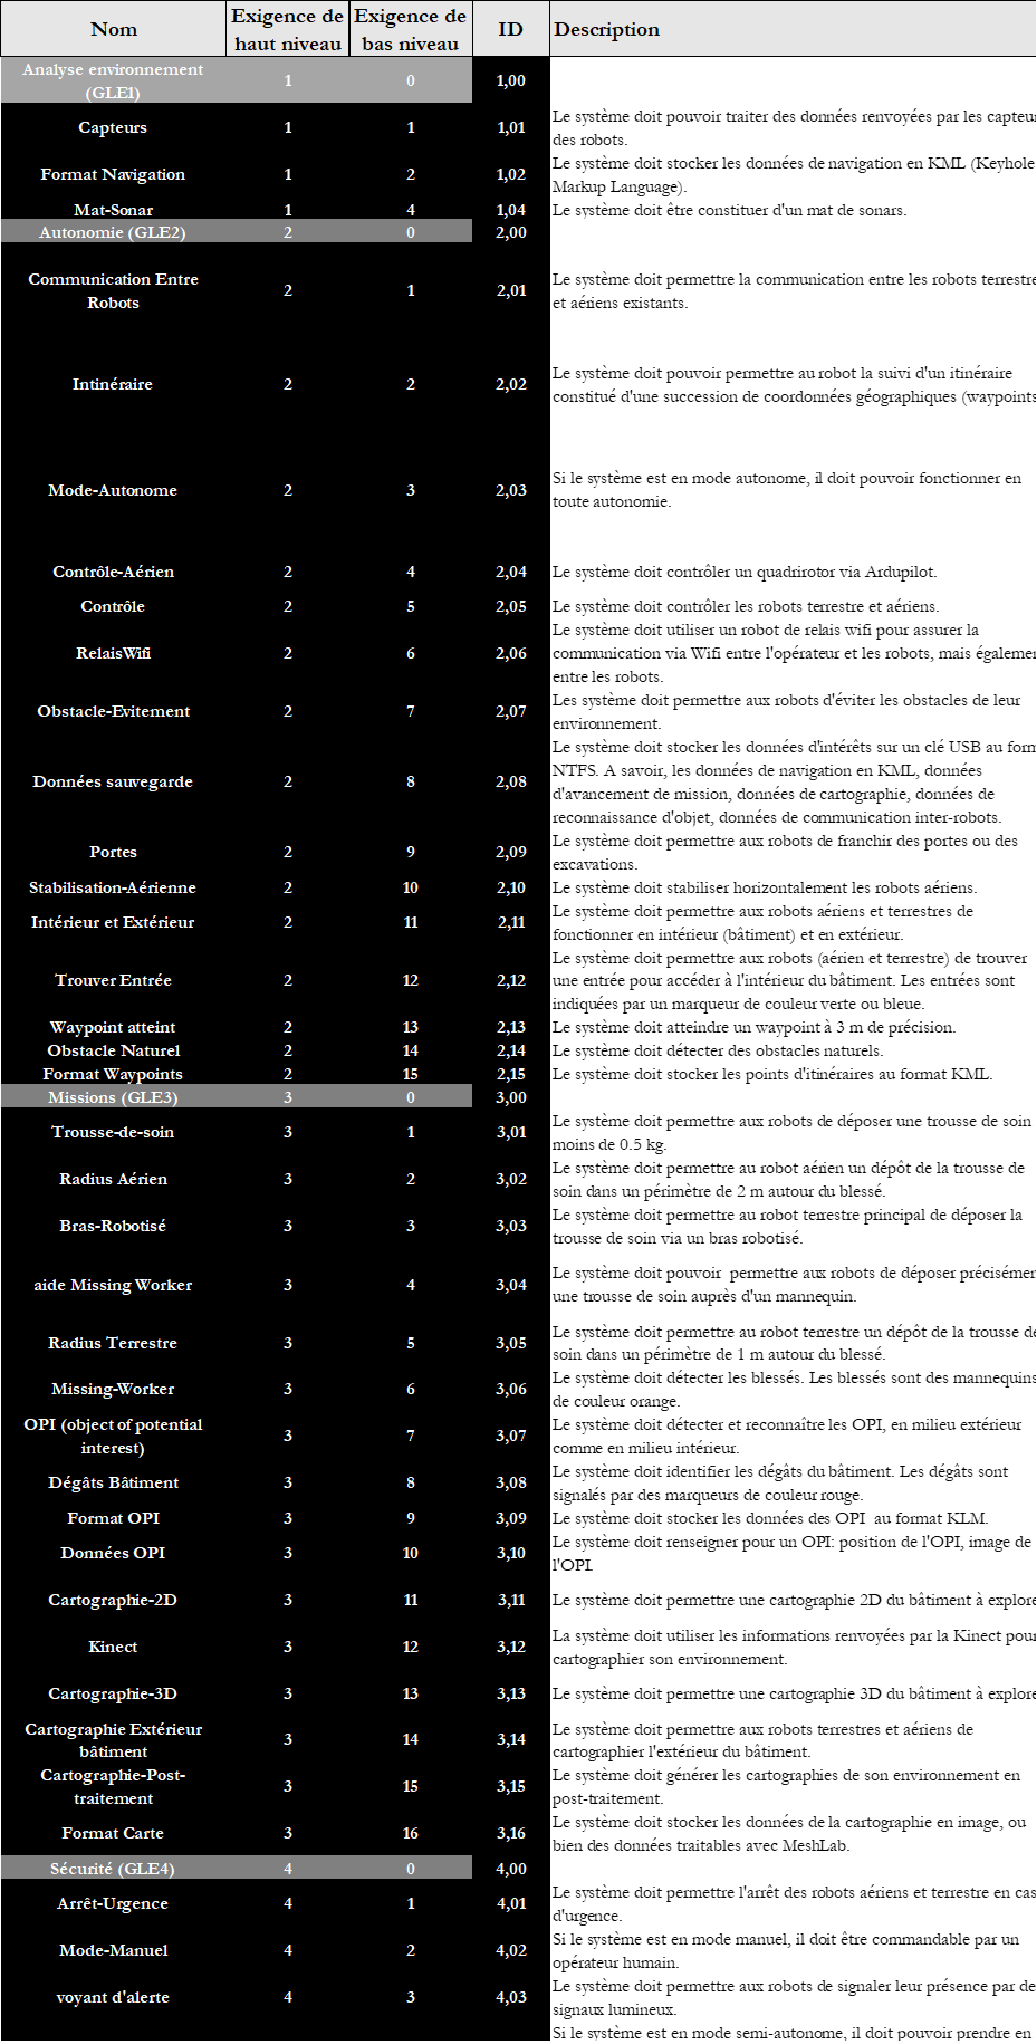 Nom Exigence de haut niveau Exigence de bas niveau ID Description
Analyse environnement (GLE1) 1 0 1,00
Capteurs 1 1 1,01 Le système doit pouvoir traiter des données renvoyées par les capteur
des robots.
Format Navigation 1 2 1,02 Le système doit stocker les données de navigation en KML (Keyhole
Markup Language).
Mat-Sonar 1 4 1,04 Le système doit être constituer d'un mat de sonars.
Autonomie (GLE2) 2 0 2,00
Communication Entre Robots 2 1 2,01 Le système doit permettre la communication entre les robots terrestre
et aériens existants.
Intinéraire 2 2 2,02 Le système doit pouvoir permettre au robot la suivi d'un itinéraire
constitué d'une succession de coordonnées géographiques (waypoints
Mode-Autonome 2 3 2,03 Si le système est en mode autonome, il doit pouvoir fonctionner en
toute autonomie.
Contrôle-Aérien 2 4 2,04 Le système doit contrôler un quadrirotor via Ardupilot.
Contrôle 2 5 2,05 Le système doit contrôler les robots terrestre et aériens.
RelaisWifi 2 6 2,06 Le système doit utiliser un robot de relais wifi pour assurer la
communication via Wifi entre l'opérateur et les robots, mais égalemen
entre les robots.
Obstacle-Evitement 2 7 2,07 Les système doit permettre aux robots d'éviter les obstacles de leur
environnement.
Données sauvegarde 2 8 2,08 Le système doit stocker les données d'intérêts sur un clé USB au form
NTFS. A savoir, les données de navigation en KML, données
d'avancement de mission, données de cartographie, données de
reconnaissance d'objet, données de communication inter-robots.
Portes 2 9 2,09 Le système doit permettre aux robots de franchir des portes ou des
excavations.
Stabilisation-Aérienne 2 10 2,10 Le système doit stabiliser horizontalement les robots aériens.
Intérieur et Extérieur 2 11 2,11 Le système doit permettre aux robots aériens et terrestres de
fonctionner en intérieur (bâtiment) et en extérieur.
Trouver Entrée 2 12 2,12 Le système doit permettre aux robots (aérien et terrestre) de trouver
une entrée pour accéder à l'intérieur du bâtiment. Les entrées sont
indiquées par un marqueur de couleur verte ou bleue.
Waypoint atteint 2 13 2,13 Le système doit atteindre un waypoint à 3 m de précision.
Obstacle Naturel 2 14 2,14 Le système doit détecter des obstacles naturels.
Format Waypoints 2 15 2,15 Le système doit stocker les points d'itinéraires au format KML.
Missions (GLE3) 3 0 3,00
Trousse-de-soin 3 1 3,01 Le système doit permettre aux robots de déposer une trousse de soin
moins de 0.5 kg.
Radius Aérien 3 2 3,02 Le système doit permettre au robot aérien un dépôt de la trousse de
soin dans un périmètre de 2 m autour du blessé.
Bras-Robotisé 3 3 3,03 Le système doit permettre au robot terrestre principal de déposer la
trousse de soin via un bras robotisé.
aide Missing Worker 3 4 3,04 Le système doit pouvoir permettre aux robots de déposer précisémen
une trousse de soin auprès d'un mannequin.
Radius Terrestre 3 5 3,05 Le système doit permettre au robot terrestre un dépôt de la trousse de
soin dans un périmètre de 1 m autour du blessé.
Missing-Worker 3 6 3,06 Le système doit détecter les blessés. Les blessés sont des mannequins
de couleur orange.
OPI (object of potential interest) 3 7 3,07 Le système doit détecter et reconnaître les OPI, en milieu extérieur
comme en milieu intérieur.
Dégâts Bâtiment 3 8 3,08 Le système doit identifier les dégâts du bâtiment. Les dégâts sont
signalés par des marqueurs de couleur rouge.
Format OPI 3 9 3,09 Le système doit stocker les données des OPI au format KLM.
Données OPI 3 10 3,10 Le système doit renseigner pour un OPI: position de l'OPI, image de
l'OPI.
Cartographie-2D 3 11 3,11 Le système doit permettre une cartographie 2D du bâtiment à explore
Kinect 3 12 3,12 La système doit utiliser les informations renvoyées par la Kinect pour
cartographier son environnement.
Cartographie-3D 3 13 3,13 Le système doit permettre une cartographie 3D du bâtiment à explore
Cartographie Extérieur bâtiment 3 14 3,14 Le système doit permettre aux robots terrestres et aériens de
cartographier l'extérieur du bâtiment.
Cartographie-Post-traitement 3 15 3,15 Le système doit générer les cartographies de son environnement en
post-traitement.
Format Carte 3 16 3,16 Le système doit stocker les données de la cartographie en image, ou
bien des données traitables avec MeshLab.
Sécurité (GLE4) 4 0 4,00
Arrêt-Urgence 4 1 4,01 Le système doit permettre l'arrêt des robots aériens et terrestre en cas
d'urgence.
Mode-Manuel 4 2 4,02 Si le système est en mode manuel, il doit être commandable par un
opérateur humain.
voyant d'alerte 4 3 4,03 Le système doit permettre aux robots de signaler leur présence par de
signaux lumineux.
Si le système est en mode semi-autonome, il doit pouvoir prendre en